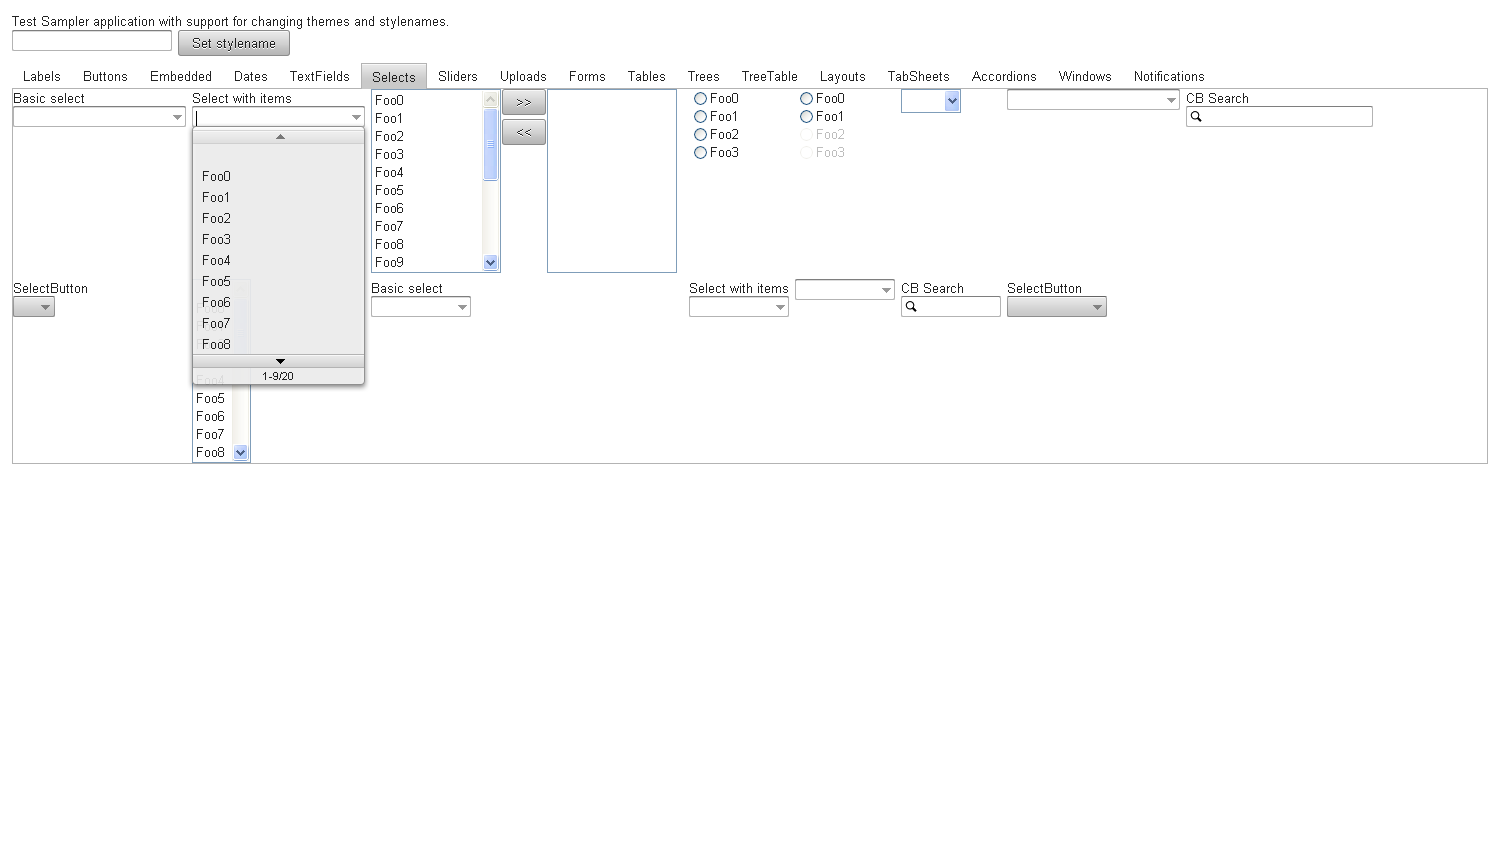 Test Sampler application with support for changing themes and stylenames.
Set stylename
Labels Buttons Embedded Dates TextFields Selects Sliders Uploads Forms Tables Trees TreeTable Layouts TabSheets Accordions Windows Notifications
Basic select
Select with items
Foo0
Foo1
Foo2
Foo3
Foo4
Foo5
Foo6
Foo7
Foo8
1-9/20
Foo0
Foo1
Foo2
Foo3
Foo4
Foo5
Foo6
Foo7
Foo8
Foo9
>>
<<
Foo0
Foo1
Foo2
Foo3
Foo0
Foo1
Foo2
Foo3
CB Search
SelectButton
Foo4
Foo5
Foo6
Foo7
Foo8
Basic select
Select with items
CB Search
SelectButton